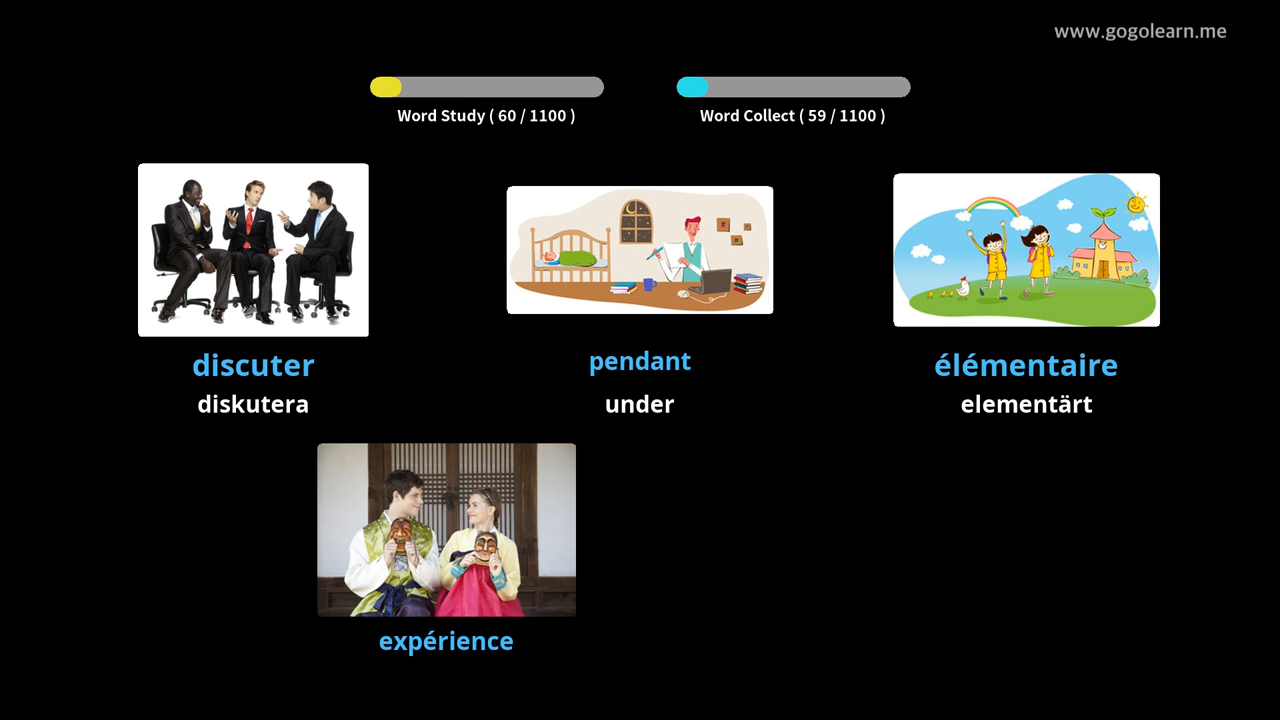 www.gogolearn.me
Word Study ( 60 / 1100 )
Word Collect ( 59 / 1100 )
discuter
diskutera
pendant
under
élémentaire
elementärt
expérience